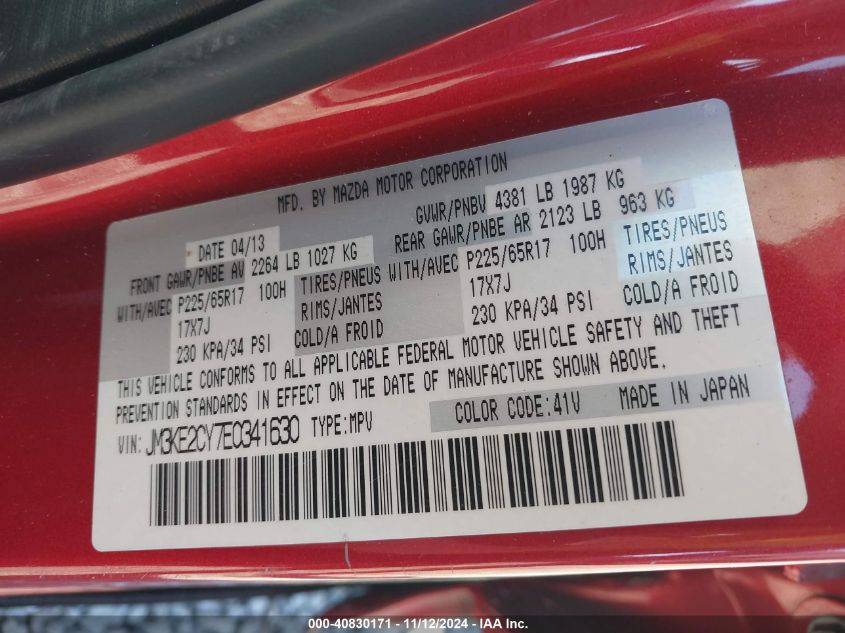 MFD. BY MAZDA MOTOR CORPORATION
DATE 04/13 GVWR/PNBV 4381 LB 1987 KG
FRONT GAWR/PNBE AV 2264 LB 1027 KG REAR GAWR/PNBE AR 2123 LB 963 KG
WITH/AVEC P225/65R17 100H TIRES/PNEUS WITH/AVEC P225/65R17 100H TIRES/PNEUS
17X7J RIMS/JANTES 17X7J RIMS/JANTES
230 KPA/34 PSI COLD/A FROID 230 KPA/34 PSI COLD/A FROID
THIS VEHICLE CONFORMS TO ALL APPLICABLE FEDERAL MOTOR VEHICLE SAFETY AND THEFT
PREVENTION STANDARDS IN EFFECT ON THE DATE OF MANUFACTURE SHOWN ABOVE.
COLOR CODE:41V MADE IN JAPAN
VIN: JM3KE2CY7E0341630 TYPE:MPV
000-40830171 - 11/12/2024 - IAA Inc.